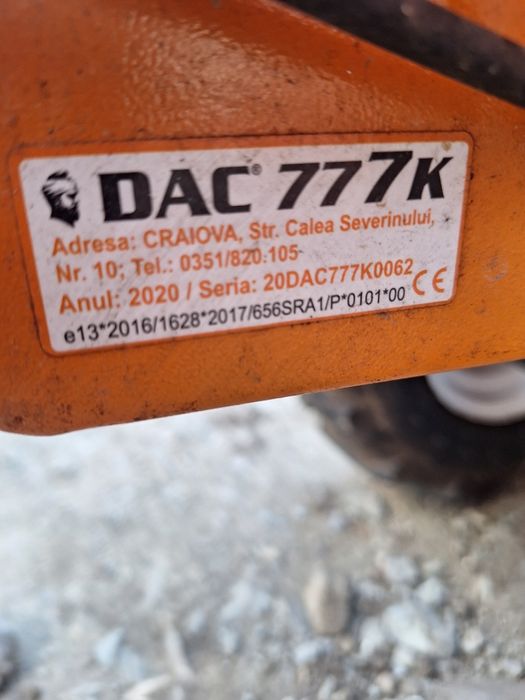 DAC® 777K
Adresa: CRAIOVA, Str. Calea Severinului,
Nr. 10; Tel.: 0351/820.105
Anul: 2020 / Seria: 20DAC777K0062 CE
e13*2016/1628*2017/656SRA1/P*0101*00